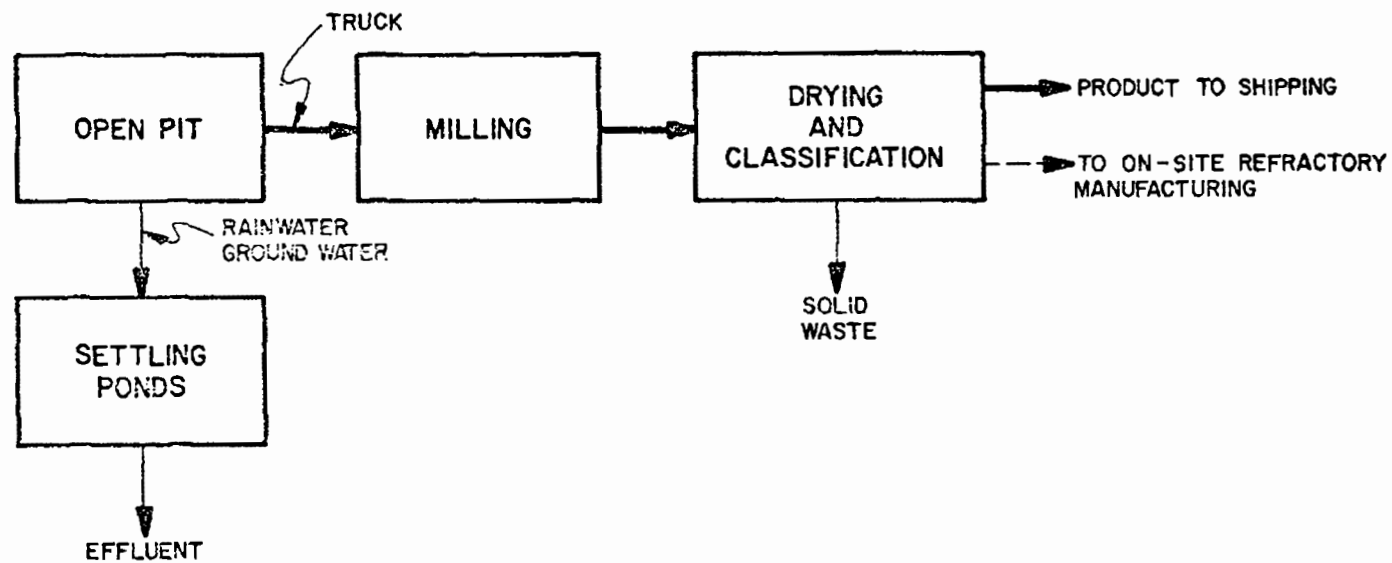 TRUCK
OPEN PIT
MILLING
DRYING
AND
CLASSIFICATION
PRODUCT TO SHIPPING
TO ON-SITE REFRACTORY
MANUFACTURING
RAINWATER
GROUND WATER
SETTLING
PONDS
SOLID
WASTE
EFFLUENT